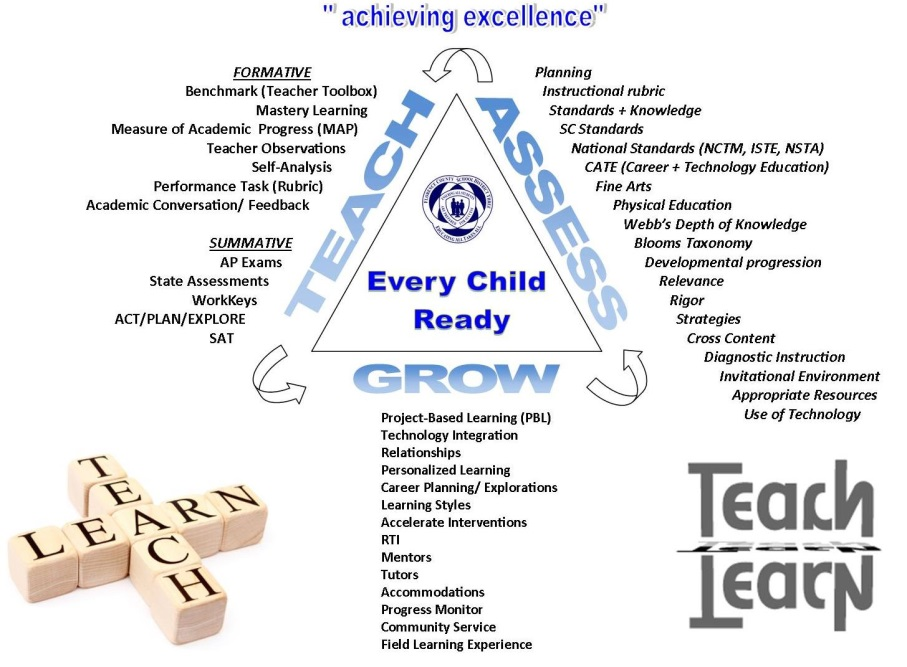 " achieving excellence"
FORMATIVE
Benchmark (Teacher Toolbox)
Mastery Learning
Measure of Academic Progress (MAP)
Teacher Observations
Self-Analysis
Performance Task (Rubric)
Academic Conversation/ Feedback
SUMMATIVE
AP Exams
State Assessments
WorkKeys
ACT/PLAN/EXPLORE
SAT
TEACH
ASSESS
Every Child
Ready
GROW
Planning
Instructional rubric
Standards + Knowledge
SC Standards
National Standards (NCTM, ISTE, NSTA)
CATE (Career + Technology Education)
Fine Arts
Physical Education
Webb's Depth of Knowledge
Blooms Taxonomy
Developmental progression
Relevance
Rigor
Strategies
Cross Content
Diagnostic Instruction
Invitational Environment
Appropriate Resources
Use of Technology
Project-Based Learning (PBL)
Technology Integration
Relationships
Personalized Learning
Career Planning/ Explorations
Learning Styles
Accelerate Interventions
RTI
Mentors
Tutors
Accommodations
Progress Monitor
Community Service
Field Learning Experience
TEACH
LEARN
Teach
Learn